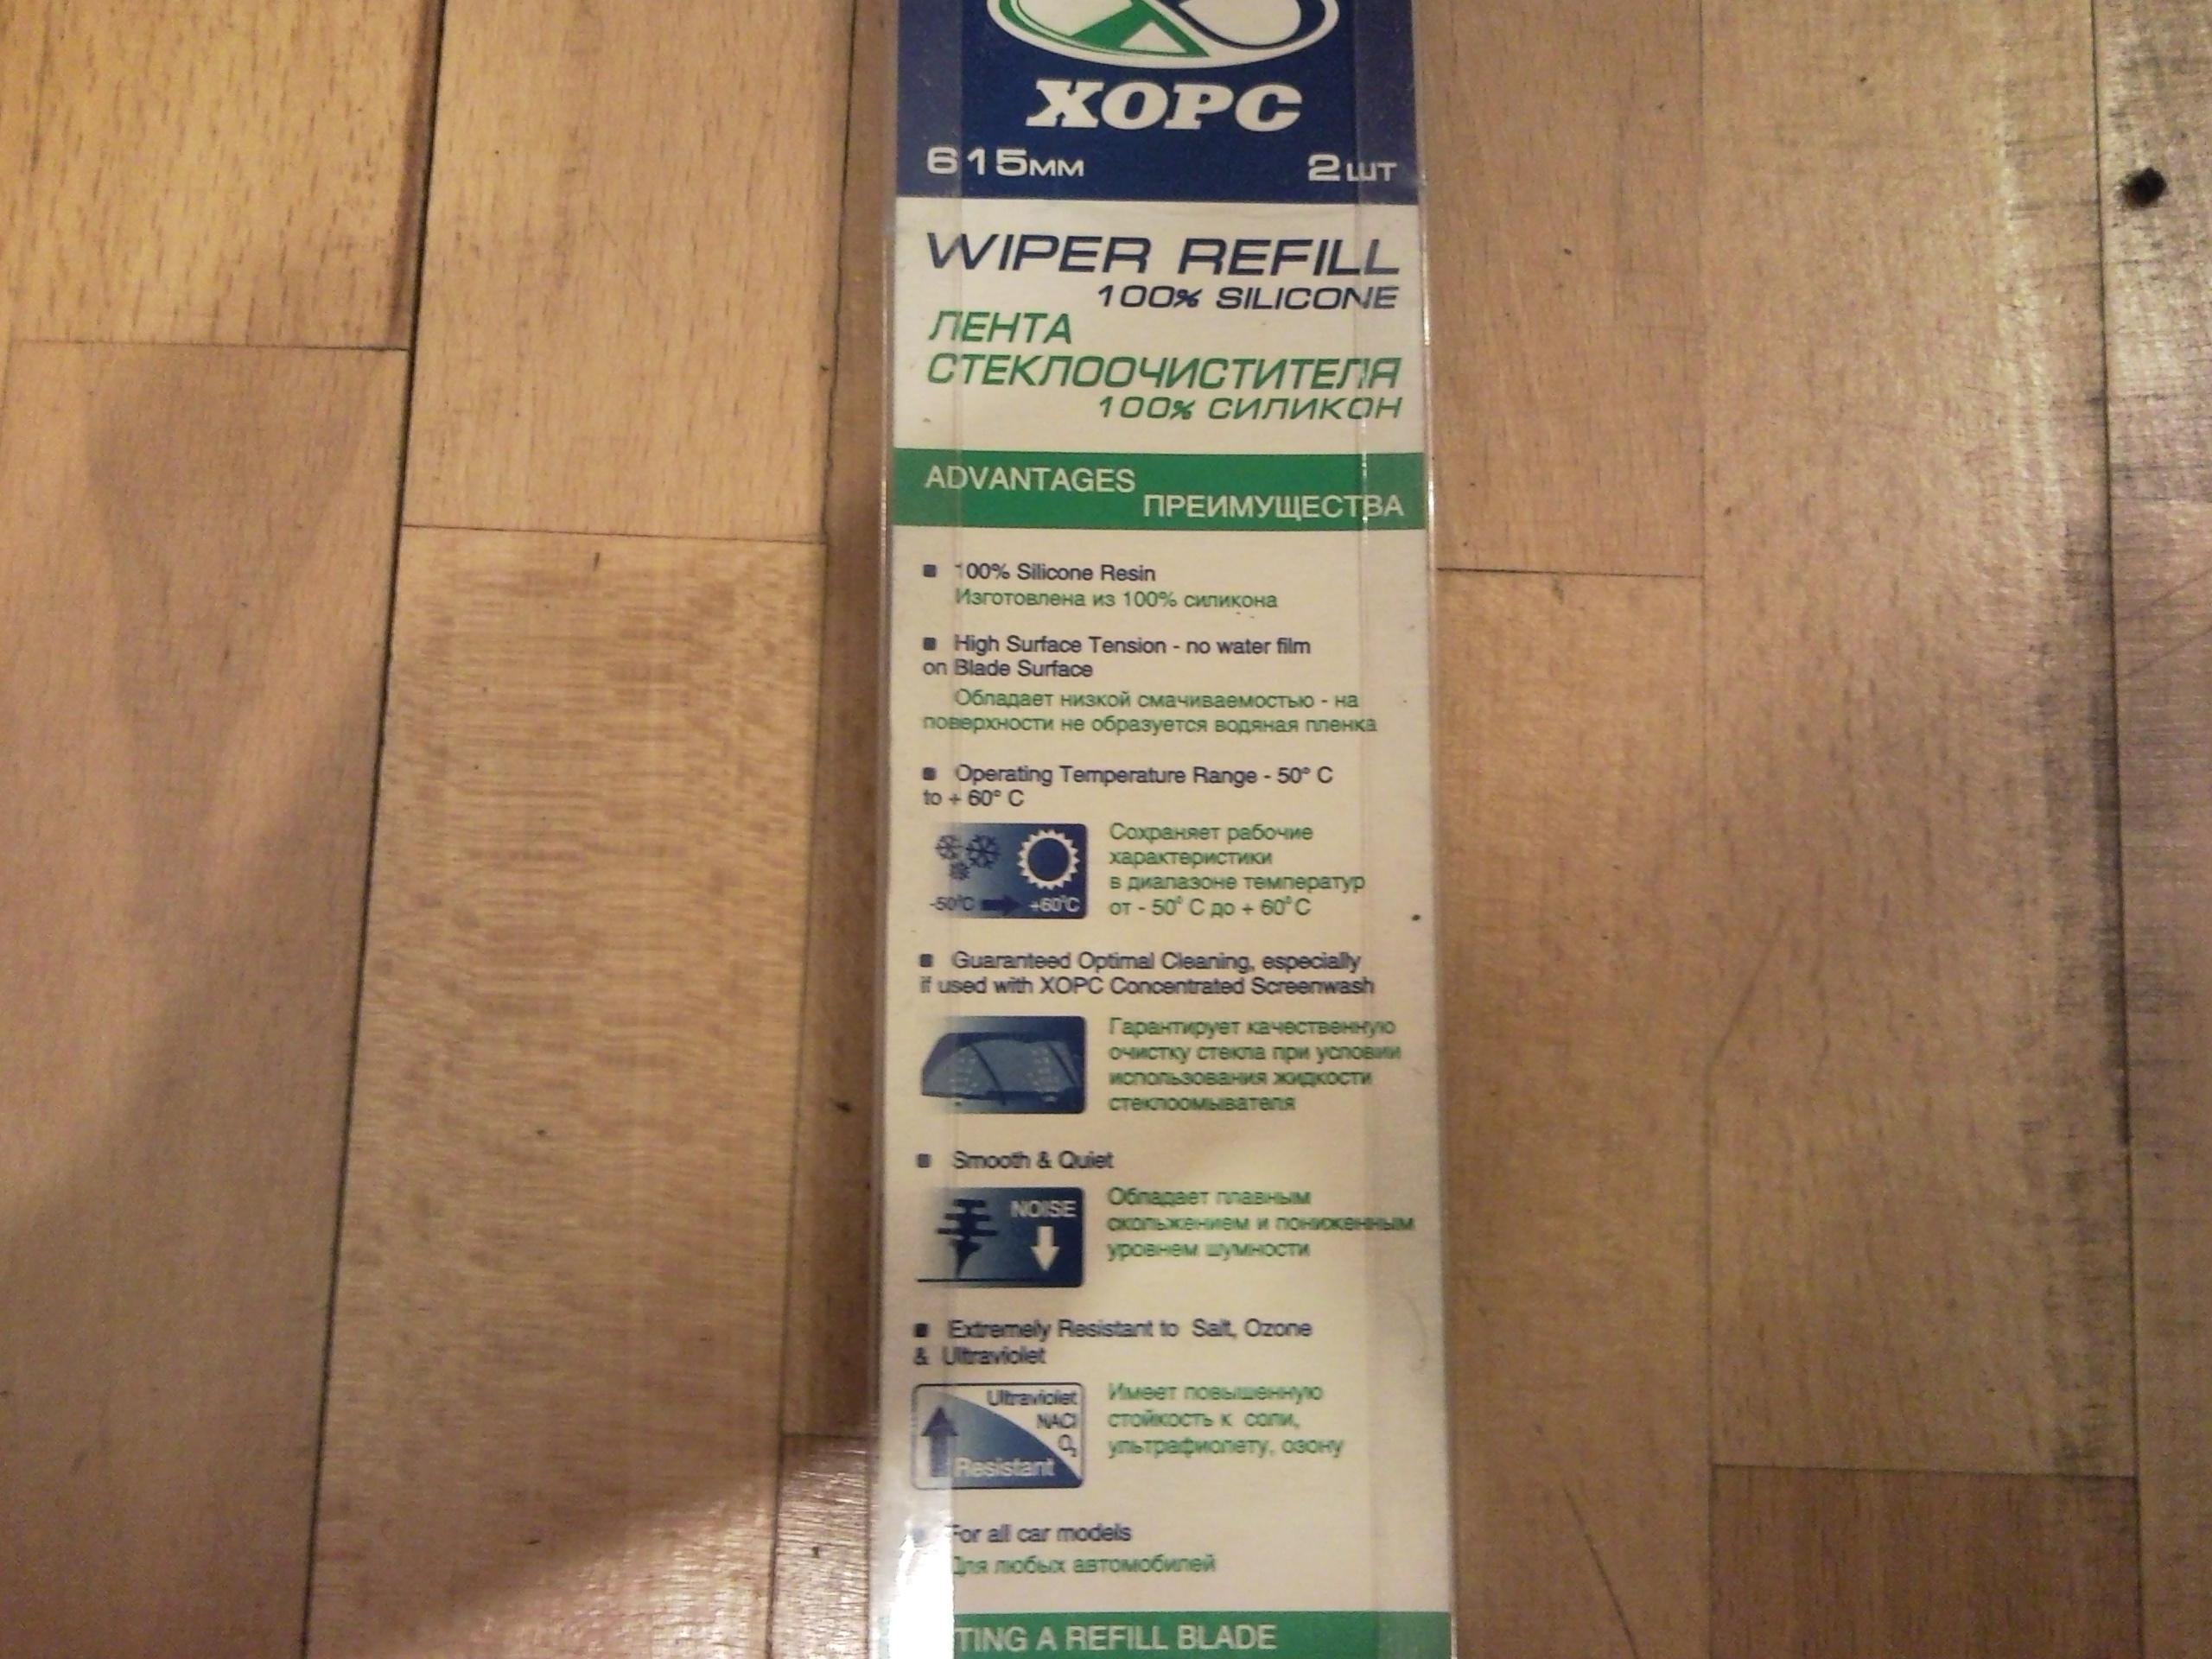 ХОРС
615мм 2шт
WIPER REFILL
100% SILICONE
ЛЕНТА
СТЕКЛООЧИСТИТЕЛЯ
100% СИЛИКОН
ADVANTAGES
ПРЕИМУЩЕСТВА
100% Silicone Resin
Изготовлена из 100% силикона
High Surface Tension - no water film
on Blade Surface
Обладает низкой смачиваемостью - на
поверхности не образуется водяная пленка
Operating Temperature Range - 50° C
to + 60° C
-50°C +60°C
Сохраняет рабочие
характеристики
в диапазоне температур
от - 50° C до + 60° C
Guaranteed Optimal Cleaning, especially
if used with ХОРС Concentrated Screenwash
Гарантирует качественную
очистку стекла при условии
использования жидкости
стеклоомывателя
Smooth & Quiet
NOISE
Обладает плавным
скольжением и пониженным
уровнем шумности
Extremely Resistant to Salt, Ozone
& Ultraviolet
Ultraviolet
NACl
O₃
Resistant
Имеет повышенную
стойкость к соли,
ультрафиолету, озону
For all car models
Для любых автомобилей
TING A REFILL BLADE